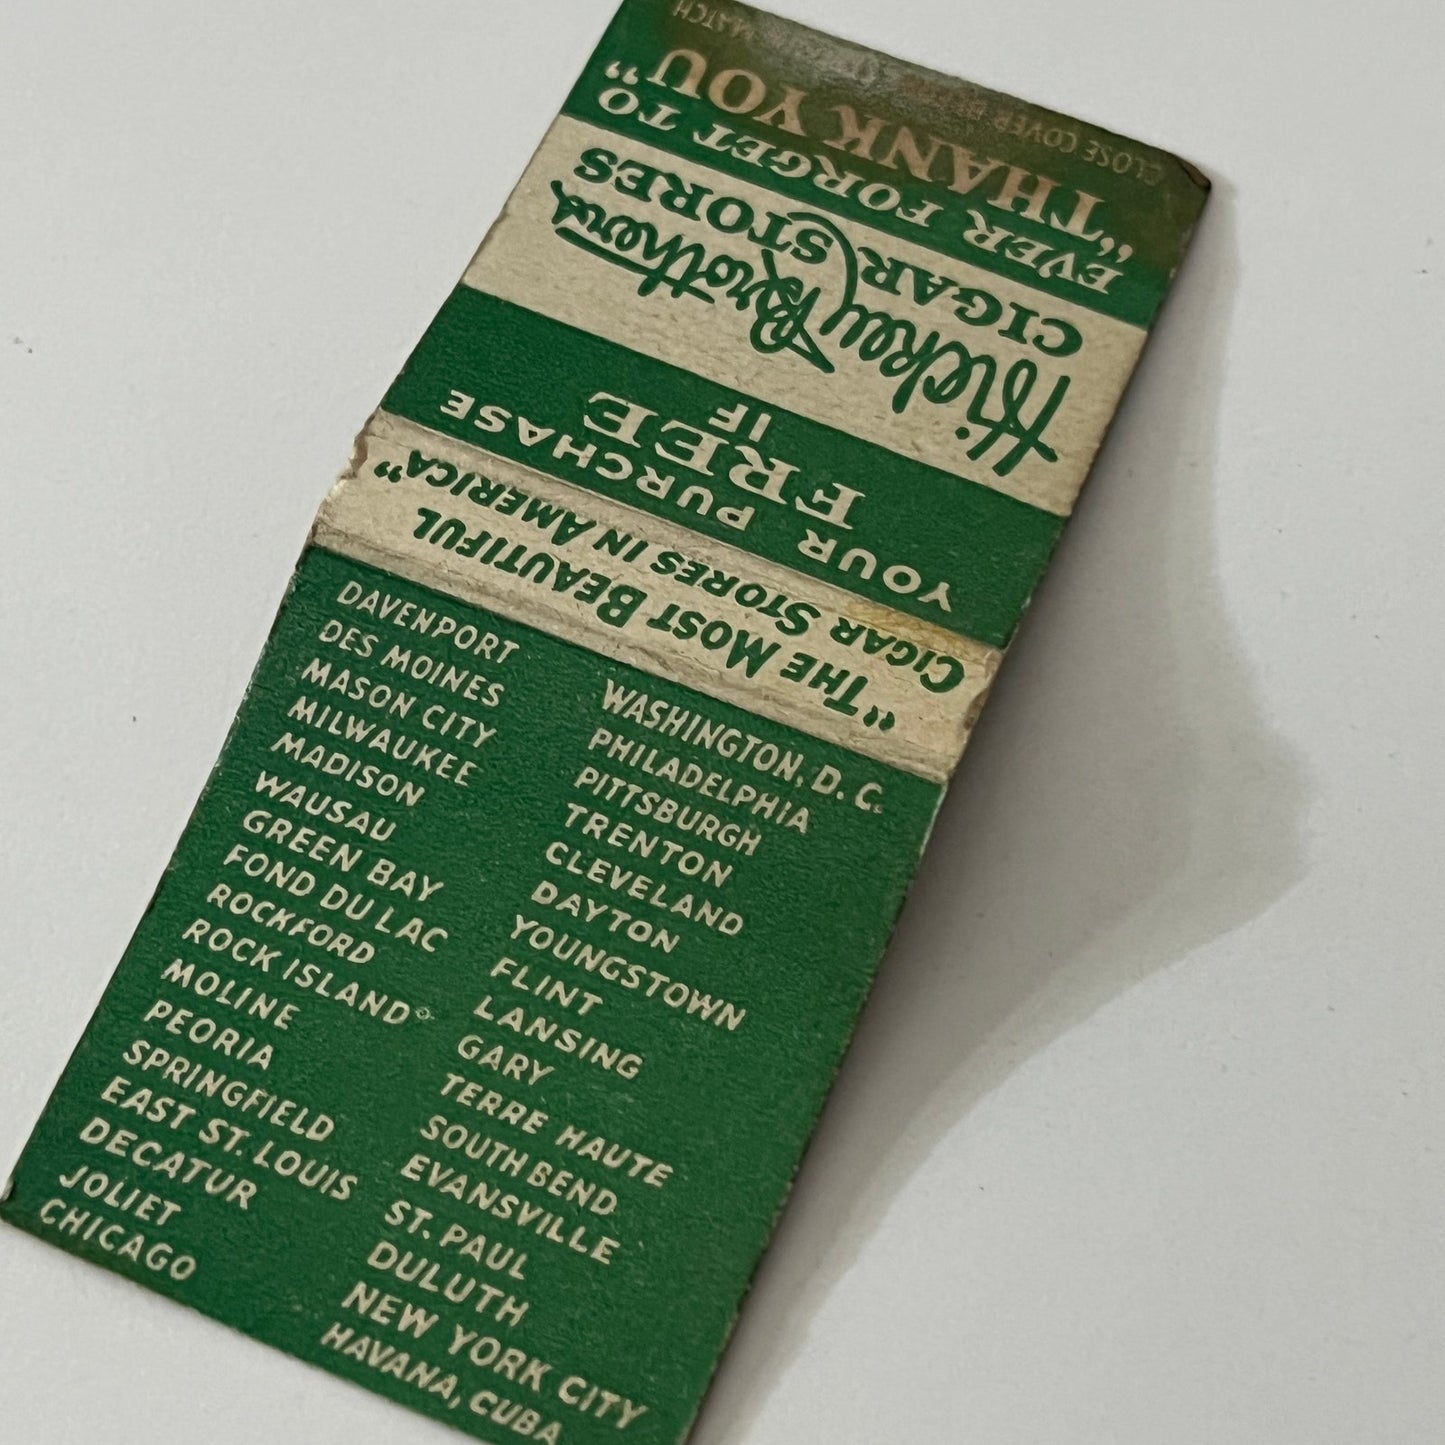 "THE MOST BEAUTIFUL
CIGAR STORES IN AMERICA"
YOUR PURCHASE
FREE
IF
Hickey Brothers
CIGAR STORES
EVER FORGET TO
"THANK YOU"
CLOSE COVER MATCH
DAVENPORT
DES MOINES
MASON CITY
MILWAUKEE
MADISON
WAUSAU
GREEN BAY
FOND DU LAC
ROCKFORD
ROCK ISLAND
MOLINE
PEORIA
SPRINGFIELD
EAST ST. LOUIS
DECATUR
JOLIET
CHICAGO
WASHINGTON, D. C.
PHILADELPHIA
PITTSBURGH
TRENTON
CLEVELAND
DAYTON
YOUNGSTOWN
FLINT
LANSING
GARY
TERRE HAUTE
SOUTH BEND
EVANSVILLE
ST. PAUL
DULUTH
NEW YORK CITY
HAVANA, CUBA